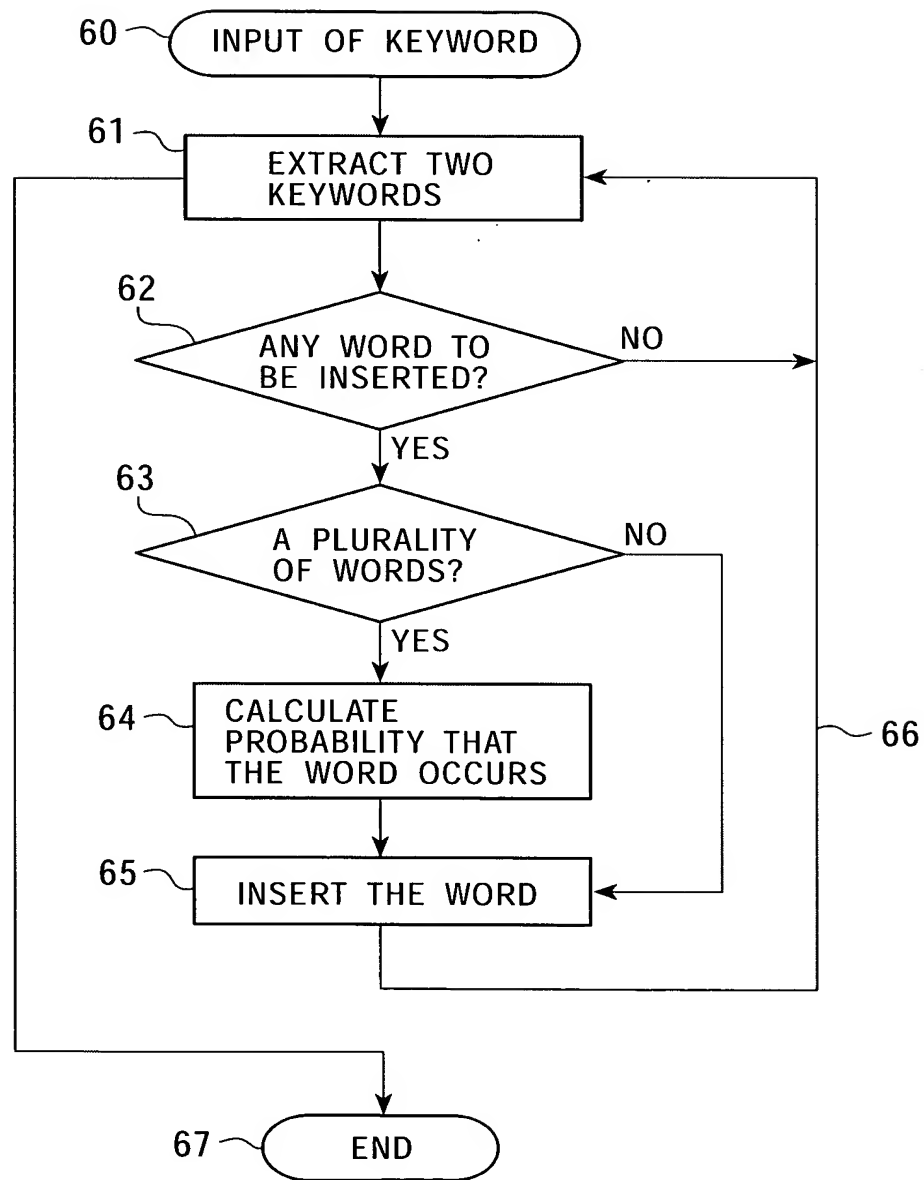 60
INPUT OF KEYWORD
61
EXTRACT TWO
KEYWORDS
62
ANY WORD TO
BE INSERTED?
NO
YES
63
A PLURALITY
OF WORDS?
NO
YES
64
CALCULATE
PROBABILITY THAT
THE WORD OCCURS
66
65
INSERT THE WORD
67
END